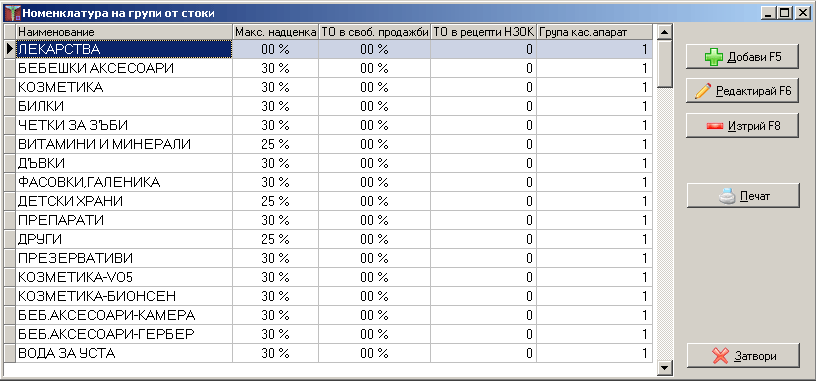 Номенклатура на групи от стоки
Наименование Макс. надценка ТО в своб. продажби ТО в рецепти НЗОК Група кас.апарат
ЛЕКАРСТВА 00 % 00 % 0 1
БЕБЕШКИ АКСЕСОАРИ 30 % 00 % 0 1
КОЗМЕТИКА 30 % 00 % 0 1
БИЛКИ 30 % 00 % 0 1
ЧЕТКИ ЗА ЗЪБИ 30 % 00 % 0 1
ВИТАМИНИ И МИНЕРАЛИ 25 % 00 % 0 1
ДЪВКИ 30 % 00 % 0 1
ФАСОВКИ,ГАЛЕНИКА 30 % 00 % 0 1
ДЕТСКИ ХРАНИ 25 % 00 % 0 1
ПРЕПАРАТИ 30 % 00 % 0 1
ДРУГИ 25 % 00 % 0 1
ПРЕЗЕРВАТИВИ 30 % 00 % 0 1
КОЗМЕТИКА-VO5 30 % 00 % 0 1
КОЗМЕТИКА-БИОНСЕН 30 % 00 % 0 1
БЕБ.АКСЕСОАРИ-КАМЕРА 30 % 00 % 0 1
БЕБ.АКСЕСОАРИ-ГЕРБЕР 30 % 00 % 0 1
ВОДА ЗА УСТА 30 % 00 % 0 1
Добави F5
Редактирай F6
Изтрий F8
Печат
Затвори